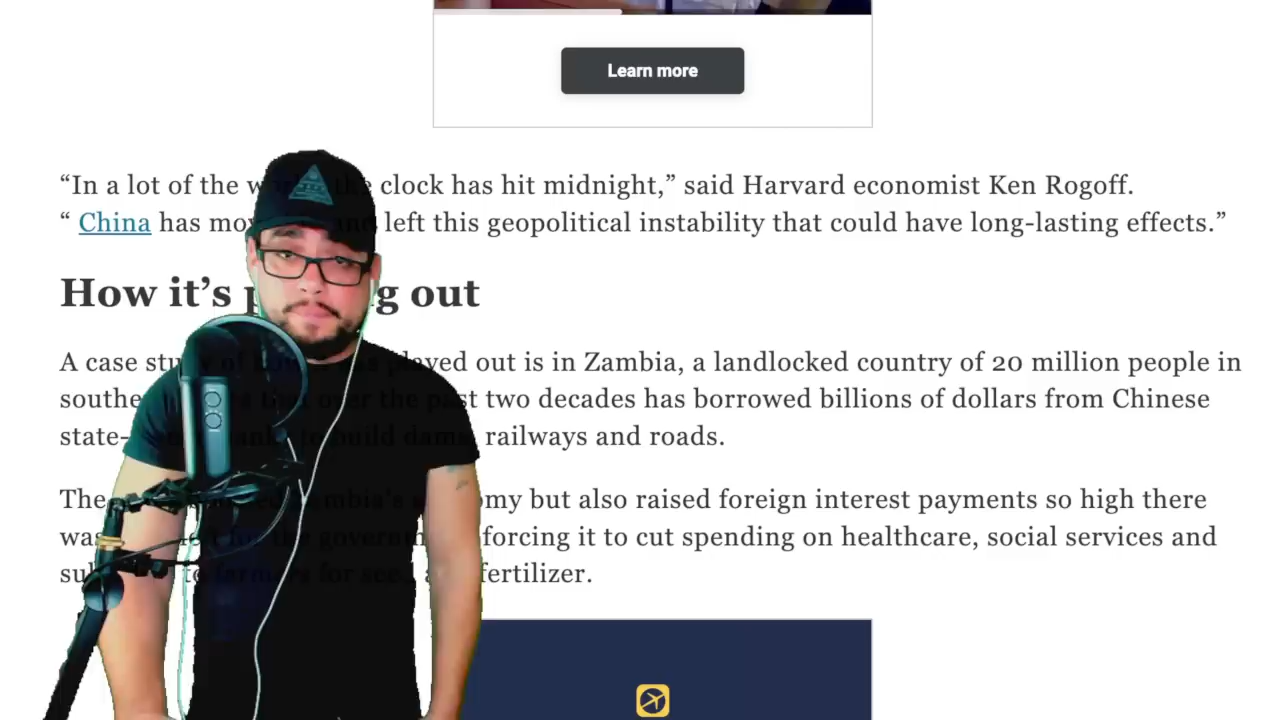 Learn more
“In a lot of the world, the clock has hit midnight,” said Harvard economist Ken Rogoff.
“ China has moved in and left this geopolitical instability that could have long-lasting effects.”
How it’s playing out
A case study of how it has played out is in Zambia, a landlocked country of 20 million people in
southern Africa that over the past two decades has borrowed billions of dollars from Chinese
state-owned banks to build dams, railways and roads.
The loans boosted Zambia’s economy but also raised foreign interest payments so high there
was little left for the government, forcing it to cut spending on healthcare, social services and
subsidies to farmers for seed and fertilizer.